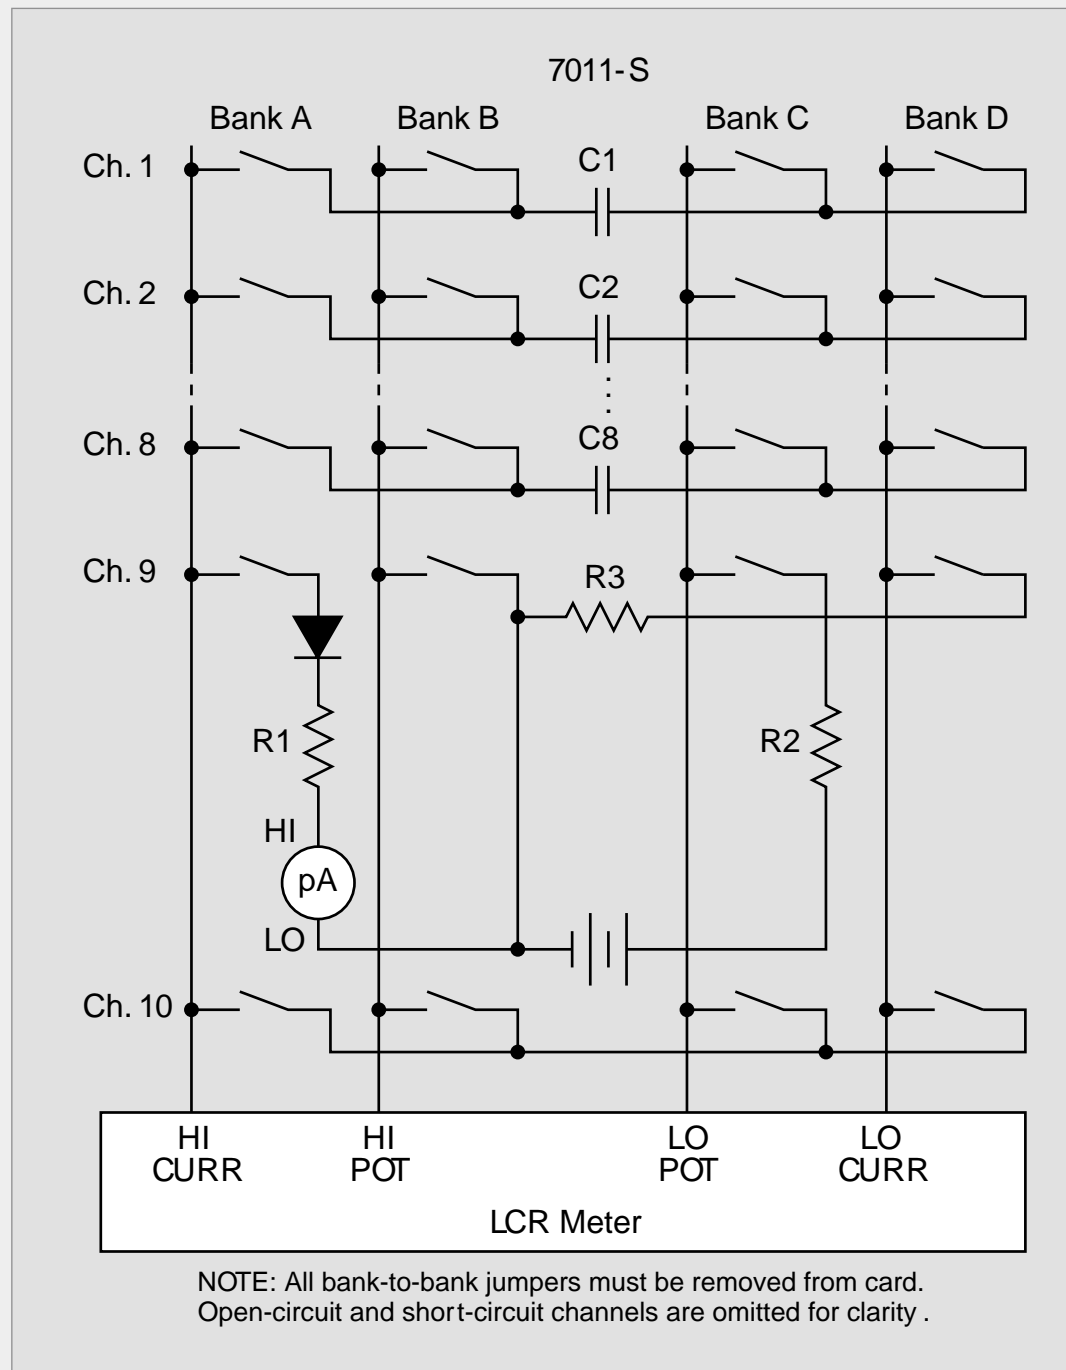 7011-S
Bank A Bank B Bank C Bank D
Ch. 1 C1
Ch. 2 C2
Ch. 8 C8
Ch. 9 R3
R1 R2
HI
pA
LO
Ch. 10
HI CURR HI POT LO POT LO CURR
LCR Meter
NOTE: All bank-to-bank jumpers must be removed from card.
Open-circuit and short-circuit channels are omitted for clarity .